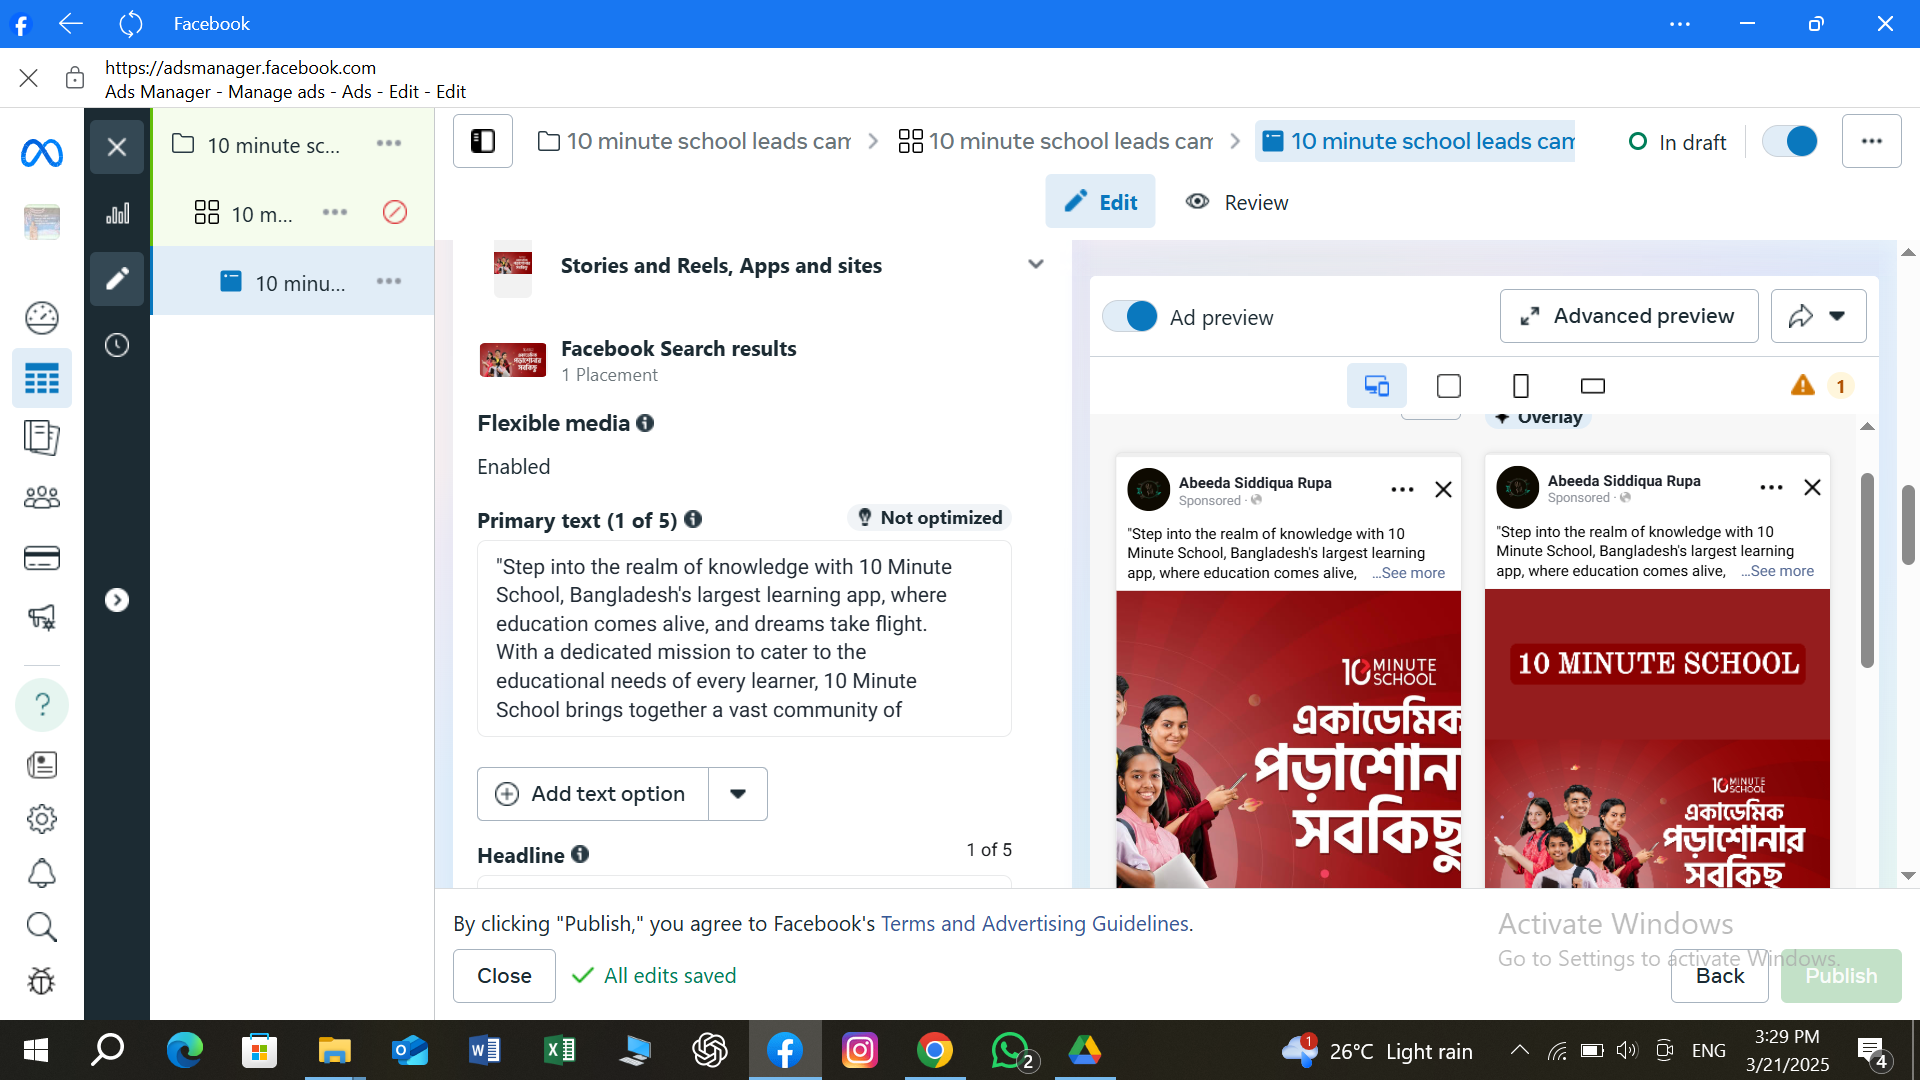 Facebook
https://adsmanager.facebook.com
Ads Manager - Manage ads - Ads - Edit - Edit
10 minute sc...
10 m...
10 minu...
10 minute school leads cam
10 minute school leads cam
10 minute school leads cam
In draft
Edit
Review
Stories and Reels, Apps and sites
Facebook Search results
1 Placement
Flexible media
Enabled
Primary text (1 of 5)
Not optimized
"Step into the realm of knowledge with 10 Minute
School, Bangladesh's largest learning app, where
education comes alive, and dreams take flight.
With a dedicated mission to cater to the
educational needs of every learner, 10 Minute
School brings together a vast community of
Add text option
Headline
1 of 5
Ad preview
Advanced preview
1
Overlay
Abeeda Siddiqua Rupa
Sponsored
"Step into the realm of knowledge with 10
Minute School, Bangladesh's largest learning
app, where education comes alive, ...See more
10 MINUTE
SCHOOL
একাডেমিক
পড়াশোনার
সবকিছু
Abeeda Siddiqua Rupa
Sponsored
"Step into the realm of knowledge with 10
Minute School, Bangladesh's largest learning
app, where education comes alive, ...See more
10 MINUTE SCHOOL
10 MINUTE
SCHOOL
একাডেমিক
পড়াশোনার
সবকিছু
By clicking "Publish," you agree to Facebook's Terms and Advertising Guidelines.
Close
All edits saved
Activate Windows
Go to Settings to activate Windows.
Back
Publish
1
26°C Light rain
2
ENG
3:29 PM
3/21/2025
4